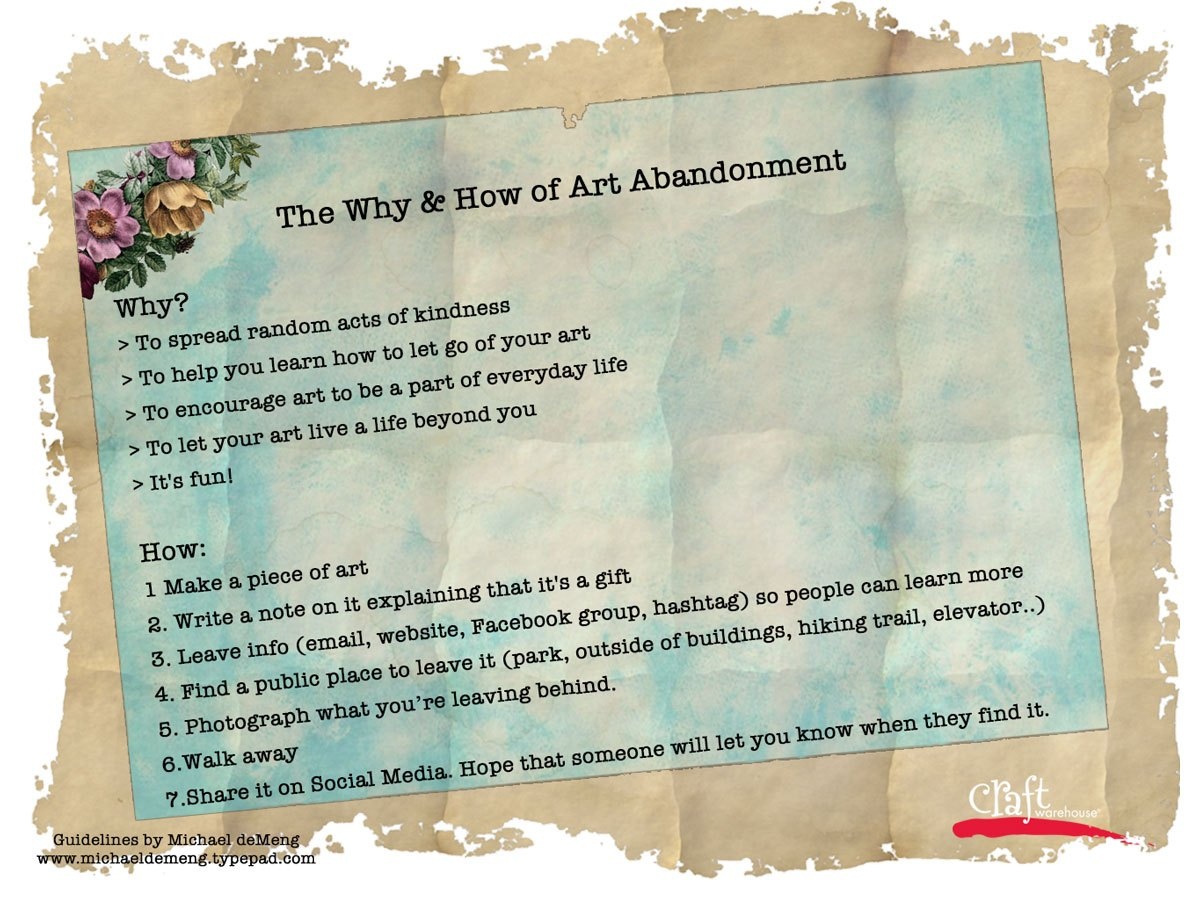 The Why & How of Art Abandonment
Why?
> To spread random acts of kindness
> To help you learn how to let go of your art
> To encourage art to be a part of everyday life
> To let your art live a life beyond you
> It's fun!
How:
1 Make a piece of art
2. Write a note on it explaining that it's a gift
3. Leave info (email, website, Facebook group, hashtag) so people can learn more
4. Find a public place to leave it (park, outside of buildings, hiking trail, elevator..)
5. Photograph what you’re leaving behind.
6.Walk away
7.Share it on Social Media. Hope that someone will let you know when they find it.
craft
warehouse
Guidelines by Michael deMeng
www.michaeldemeng.typepad.com